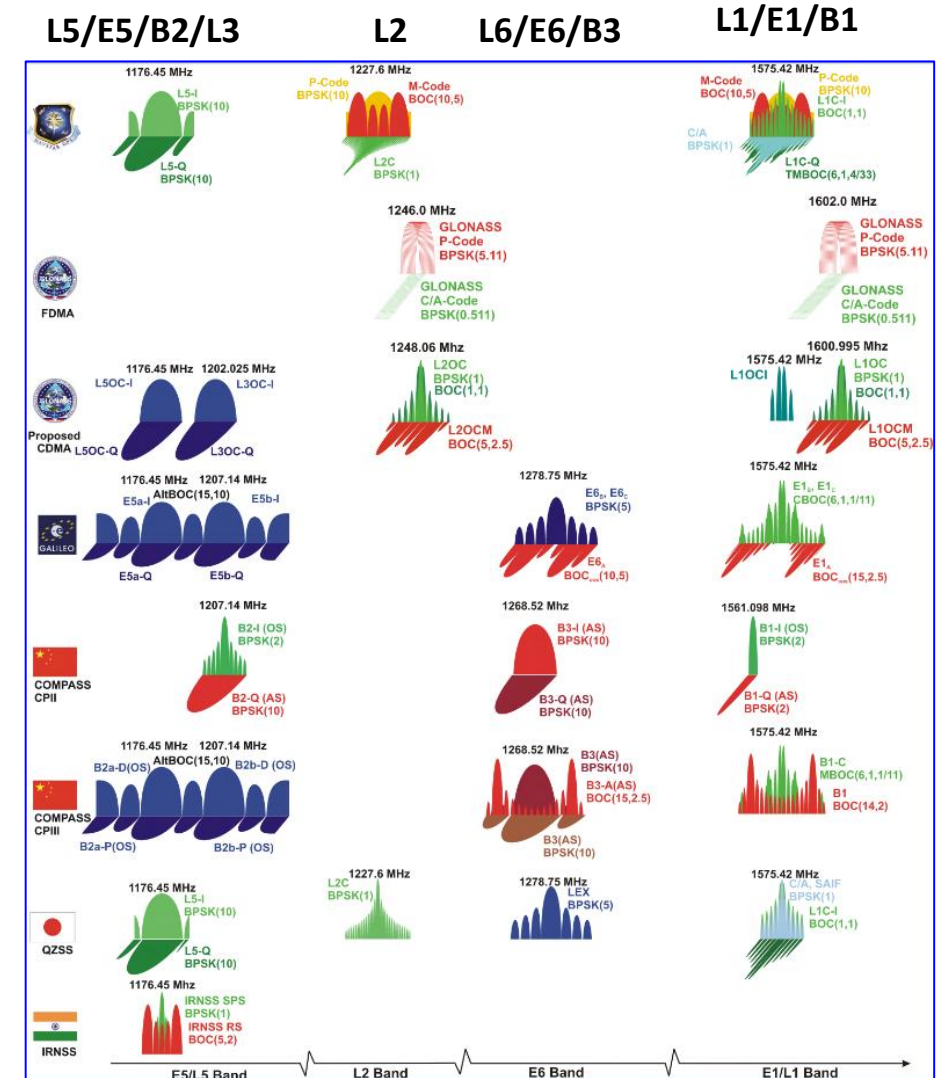 L5/E5/B2/L3
L2
L6/E6/B3
L1/E1/B1
1176.45 MHz
L5-I
BPSK(10)
L5-Q
BPSK(10)
1227.6 MHz
P-Code
BPSK(10)
M-Code
BOC(10,5)
L2C
BPSK(1)
1575.42 MHz
M-Code
BOC(10,5)
P-Code
BPSK(10)
L1C-I
BOC(1,1)
C/A
BPSK(1)
L1C-Q
TMBOC(6,1,4/33)
FDMA
1246.0 MHz
GLONASS
P-Code
BPSK(5.11)
GLONASS
C/A-Code
BPSK(0.511)
1602.0 MHz
GLONASS
P-Code
BPSK(5.11)
GLONASS
C/A-Code
BPSK(0.511)
Proposed
CDMA
1176.45 MHz
1202.025 MHz
L5OC-I
L3OC-I
L5OC-Q
L3OC-Q
1248.06 Mhz
L2OC
BPSK(1)
BOC(1,1)
L2OCM
BOC(5,2.5)
1575.42 MHz
L1OCI
1600.995 Mhz
L1OC
BPSK(1)
BOC(1,1)
L1OCM
BOC(5,2.5)
GALILEO
1176.45 MHz
1207.14 MHz
AltBOC(15,10)
E5a-I
E5b-I
E5a-Q
E5b-Q
1278.75 MHz
E6B, E6C
BPSK(5)
E6A
BOC(10,5)
1575.42 MHz
E1B, E1C
CBOC(6,1,1/11)
E1A
BOC(15,2.5)
COMPASS
CPII
1207.14 MHz
B2-I (OS)
BPSK(2)
B2-Q (AS)
BPSK(10)
1268.52 Mhz
B3-I (AS)
BPSK(10)
B3-Q (AS)
BPSK(10)
1561.098 MHz
B1-I (OS)
BPSK(2)
B1-Q (AS)
BPSK(2)
COMPASS
CPIII
1176.45 MHz
1207.14 MHz
B2a-D(OS)
AltBOC(15,10)
B2b-D (OS)
B2a-P(OS)
B2b-P (OS)
1268.52 MHz
B3(AS)
BPSK(10)
B3-A(AS)
BOC(15,2.5)
B3(AS)
BPSK(10)
1575.42 MHz
B1-C
MBOC(6,1,1/11)
B1
BOC(14,2)
QZSS
1176.45 MHz
L5-I
BPSK(10)
L5-Q
BPSK(10)
1227.6 MHz
L2C
BPSK(1)
1278.75 MHz
LEX
BPSK(5)
1575.42 MHz
C/A, SAIF
BPSK(1)
L1C-I
BOC(1,1)
IRNSS
1176.45 Mhz
IRNSS SPS
BPSK(1)
IRNSS RS
BOC(5,2)
E5/L5 Band
L2 Band
E6 Band
E1/L1 Band